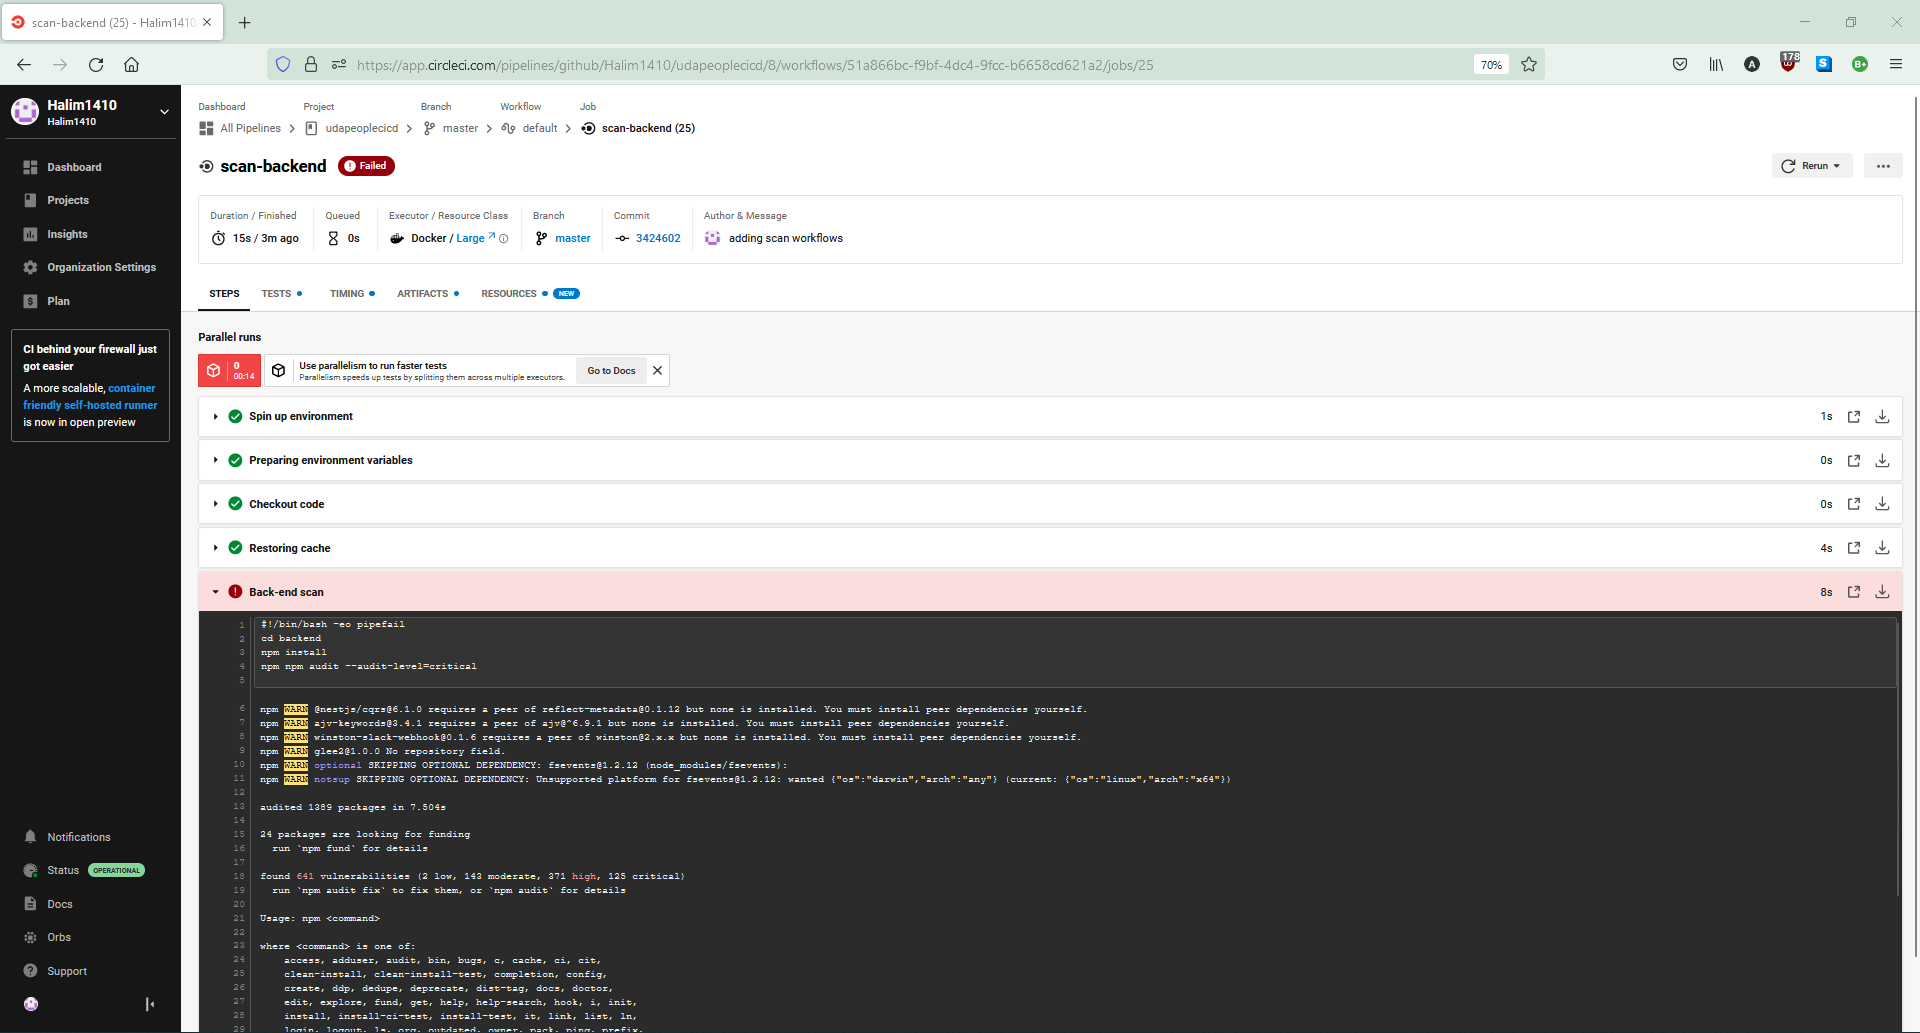 scan-backend (25) - Halim1410
https://app.circleci.com/pipelines/github/Halim1410/udapeoplecicd/8/workflows/51a866bc-f9bf-4dc4-9fcc-b6658cd621a2/jobs/25
70%
A
178
S
B+
Halim1410
Halim1410
Dashboard
Projects
Insights
Organization Settings
Plan
CI behind your firewall just
got easier
A more scalable, container
friendly self-hosted runner
is now in open preview
Notifications
Status OPERATIONAL
Docs
Orbs
Support
Dashboard Project Branch Workflow Job
All Pipelines udapeoplecicd master default scan-backend (25)
scan-backend Failed
Rerun
Duration / Finished Queued Executor / Resource Class Branch Commit Author & Message
15s / 3m ago 0s Docker / Large master 3424602 adding scan workflows
STEPS TESTS TIMING ARTIFACTS RESOURCES NEW
Parallel runs
0
00:14
Use parallelism to run faster tests
Parallelism speeds up tests by splitting them across multiple executors.
Go to Docs
Spin up environment 1s
Preparing environment variables 0s
Checkout code 0s
Restoring cache 4s
Back-end scan 8s
1 #!/bin/bash -eo pipefail
2 cd backend
3 npm install
4 npm npm audit --audit-level=critical
5
6 npm WARN @nestjs/cqrs@6.1.0 requires a peer of reflect-metadata@0.1.12 but none is installed. You must install peer dependencies yourself.
7 npm WARN ajv-keywords@3.4.1 requires a peer of ajv@^6.9.1 but none is installed. You must install peer dependencies yourself.
8 npm WARN winston-slack-webhook@0.1.6 requires a peer of winston@2.x.x but none is installed. You must install peer dependencies yourself.
9 npm WARN glee2@1.0.0 No repository field.
10 npm WARN optional SKIPPING OPTIONAL DEPENDENCY: fsevents@1.2.12 (node_modules/fsevents):
11 npm WARN notsup SKIPPING OPTIONAL DEPENDENCY: Unsupported platform for fsevents@1.2.12: wanted {"os":"darwin","arch":"any"} (current: {"os":"linux","arch":"x64"})
12
13 audited 1389 packages in 7.504s
14
15 24 packages are looking for funding
16 run `npm fund` for details
17
18 found 641 vulnerabilities (2 low, 143 moderate, 371 high, 125 critical)
19 run `npm audit fix` to fix them, or `npm audit` for details
20
21 Usage: npm <command>
22
23 where <command> is one of:
24 access, adduser, audit, bin, bugs, c, cache, ci, cit,
25 clean-install, clean-install-test, completion, config,
26 create, ddp, dedupe, deprecate, dist-tag, docs, doctor,
27 edit, explore, fund, get, help, help-search, hook, i, init,
28 install, install-ci-test, install-test, it, link, list, ln,
29 login, logout, ls, org, outdated, owner, pack, ping, prefix,